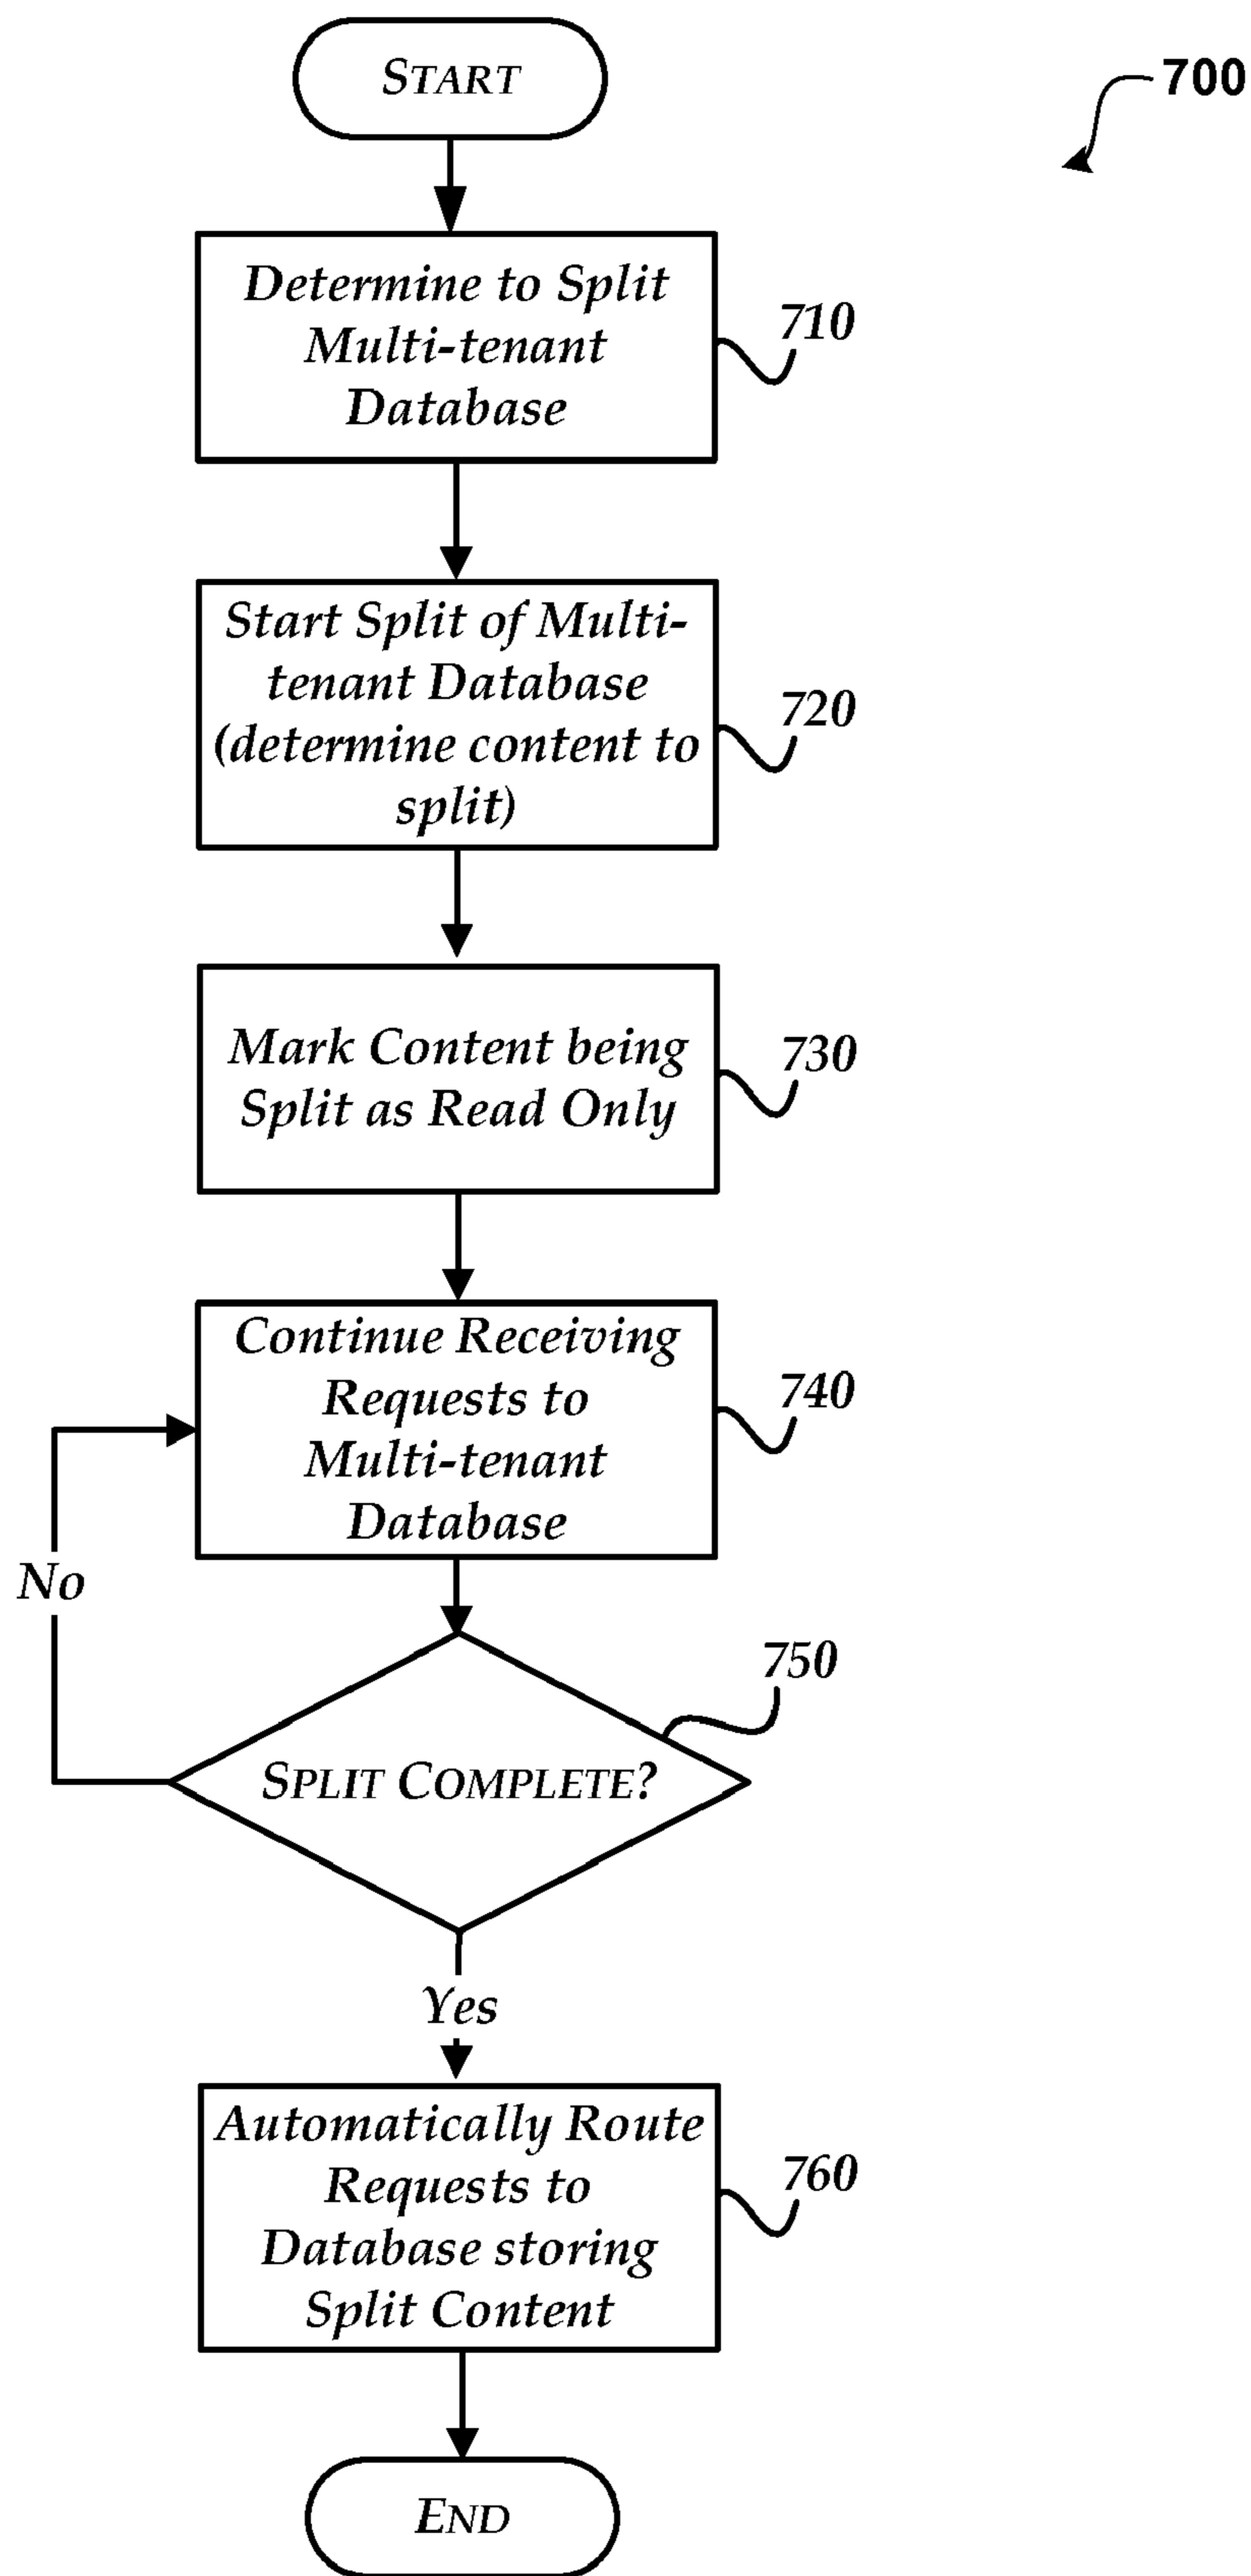 START
700
Determine to Split
Multi-tenant
Database
710
Start Split of Multi-
tenant Database
(determine content to
split)
720
Mark Content being
Split as Read Only
730
Continue Receiving
Requests to
Multi-tenant
Database
740
No
750
SPLIT COMPLETE?
Yes
Automatically Route
Requests to
Database storing
Split Content
760
END